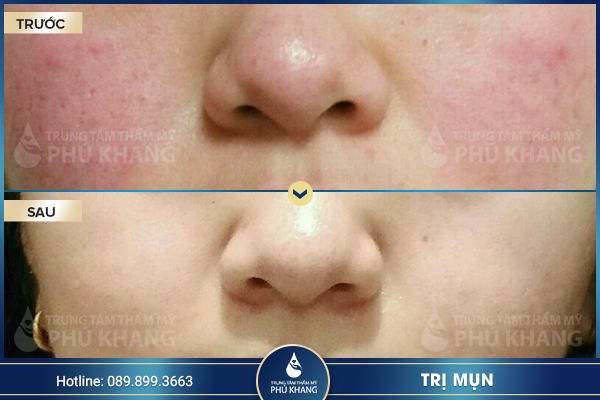 TRƯỚC
TRUNG TÂM THẨM MỸ
PHÚ KHANG
TRUNG TÂM THẨM MỸ
PHÚ KHANG
SAU
TRUNG TÂM THẨM MỸ
PHÚ KHANG
TRUNG TÂM THẨM MỸ
PHÚ KHANG
Hotline: 089.899.3663
TRUNG TÂM THẨM MỸ
PHÚ KHANG
TRỊ MỤN